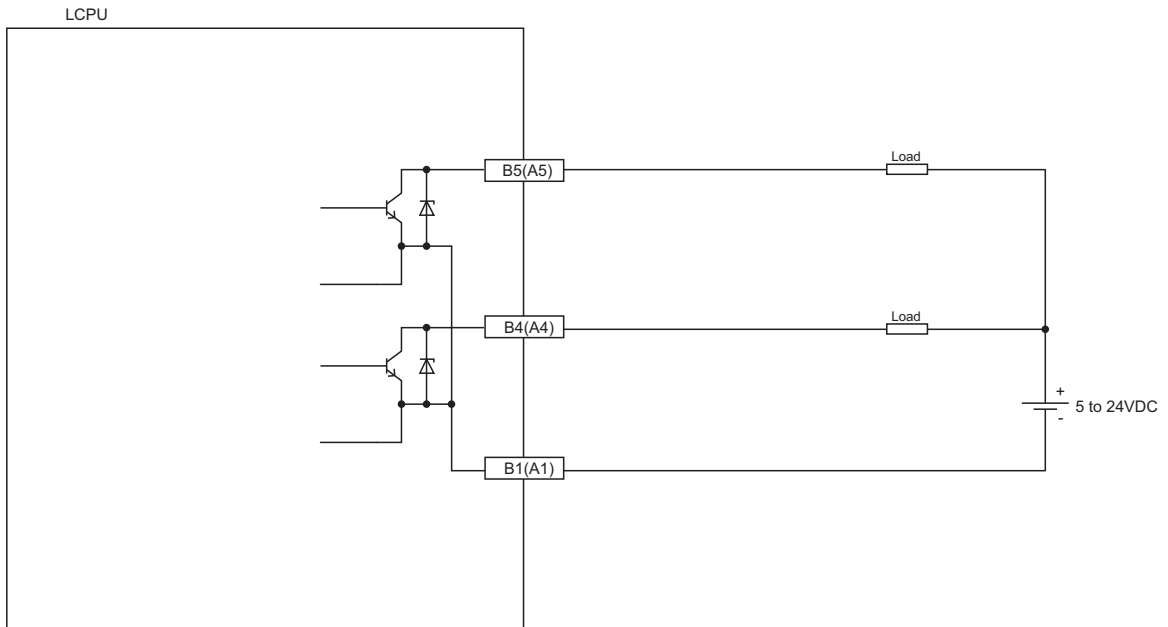 LCPU
B5(A5)
Load
B4(A4)
Load
+
5 to 24VDC
-
B1(A1)